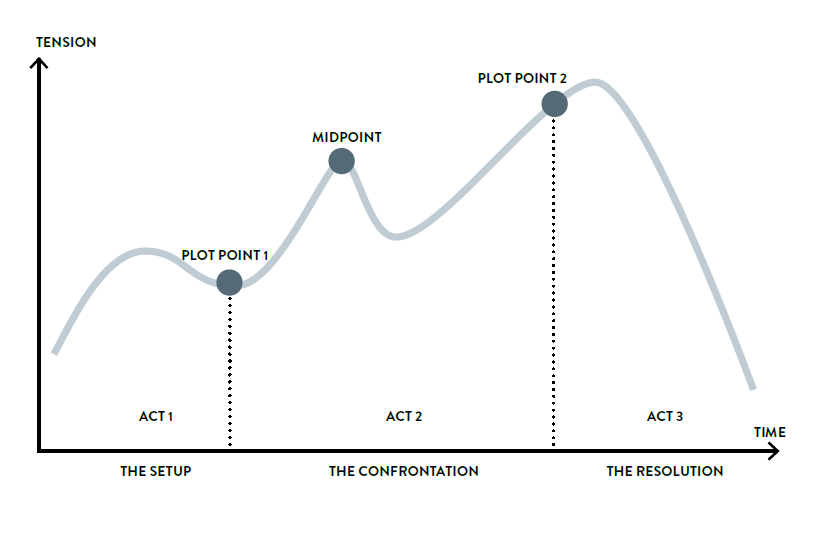 TENSION
PLOT POINT 2
MIDPOINT
PLOT POINT 1
ACT 1
ACT 2
ACT 3
TIME
THE SETUP
THE CONFRONTATION
THE RESOLUTION